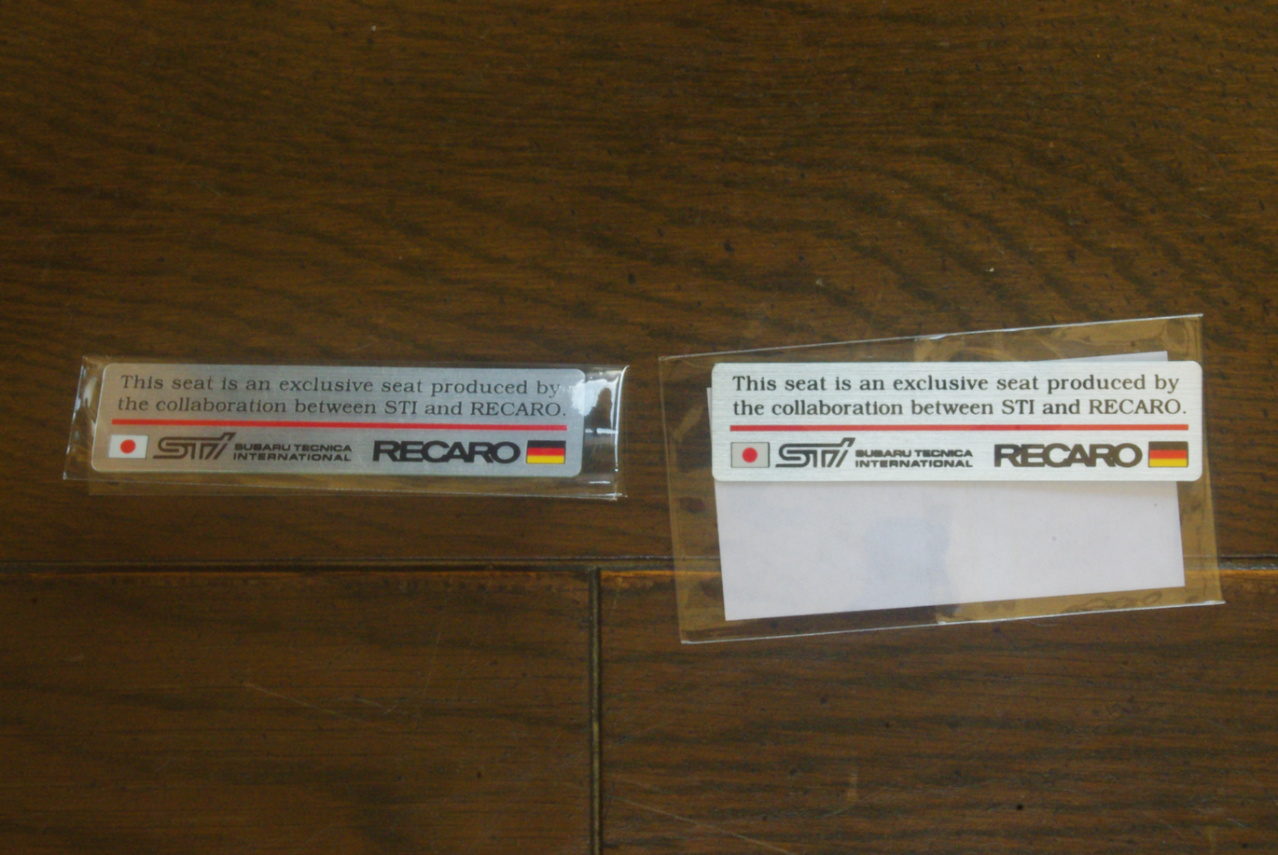 This seat is an exclusive seat produced by
the collaboration between STI and RECARO.
STI SUBARU TECNICA
INTERNATIONAL
RECARO
This seat is an exclusive seat produced by
the collaboration between STI and RECARO.
STI SUBARU TECNICA
INTERNATIONAL
RECARO